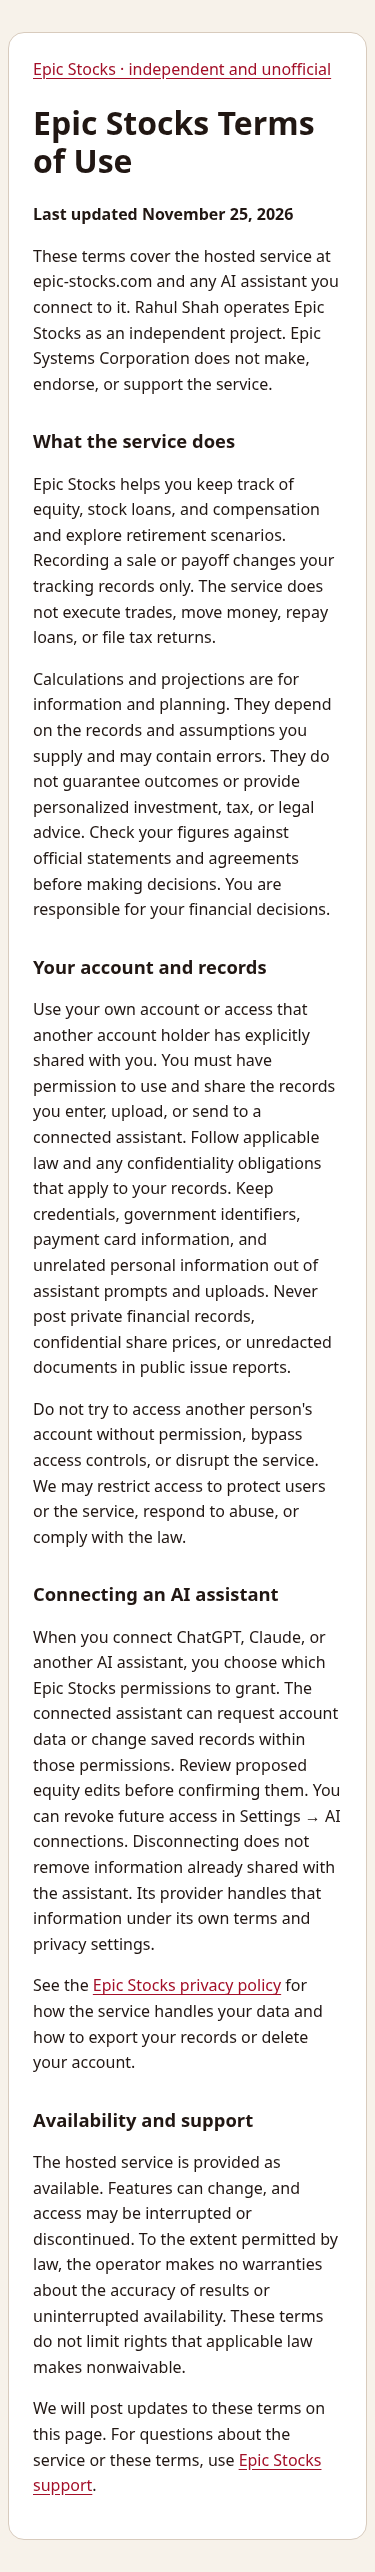 Epic Stocks · independent and unofficial
Epic Stocks Terms
of Use
Last updated November 25, 2026
These terms cover the hosted service at
epic-stocks.com and any AI assistant you
connect to it. Rahul Shah operates Epic
Stocks as an independent project. Epic
Systems Corporation does not make,
endorse, or support the service.
What the service does
Epic Stocks helps you keep track of
equity, stock loans, and compensation
and explore retirement scenarios.
Recording a sale or payoff changes your
tracking records only. The service does
not execute trades, move money, repay
loans, or file tax returns.
Calculations and projections are for
information and planning. They depend
on the records and assumptions you
supply and may contain errors. They do
not guarantee outcomes or provide
personalized investment, tax, or legal
advice. Check your figures against
official statements and agreements
before making decisions. You are
responsible for your financial decisions.
Your account and records
Use your own account or access that
another account holder has explicitly
shared with you. You must have
permission to use and share the records
you enter, upload, or send to a
connected assistant. Follow applicable
law and any confidentiality obligations
that apply to your records. Keep
credentials, government identifiers,
payment card information, and
unrelated personal information out of
assistant prompts and uploads. Never
post private financial records,
confidential share prices, or unredacted
documents in public issue reports.
Do not try to access another person's
account without permission, bypass
access controls, or disrupt the service.
We may restrict access to protect users
or the service, respond to abuse, or
comply with the law.
Connecting an AI assistant
When you connect ChatGPT, Claude, or
another AI assistant, you choose which
Epic Stocks permissions to grant. The
connected assistant can request account
data or change saved records within
those permissions. Review proposed
equity edits before confirming them. You
can revoke future access in Settings → AI
connections. Disconnecting does not
remove information already shared with
the assistant. Its provider handles that
information under its own terms and
privacy settings.
See the Epic Stocks privacy policy for
how the service handles your data and
how to export your records or delete
your account.
Availability and support
The hosted service is provided as
available. Features can change, and
access may be interrupted or
discontinued. To the extent permitted by
law, the operator makes no warranties
about the accuracy of results or
uninterrupted availability. These terms
do not limit rights that applicable law
makes nonwaivable.
We will post updates to these terms on
this page. For questions about the
service or these terms, use Epic Stocks
support.